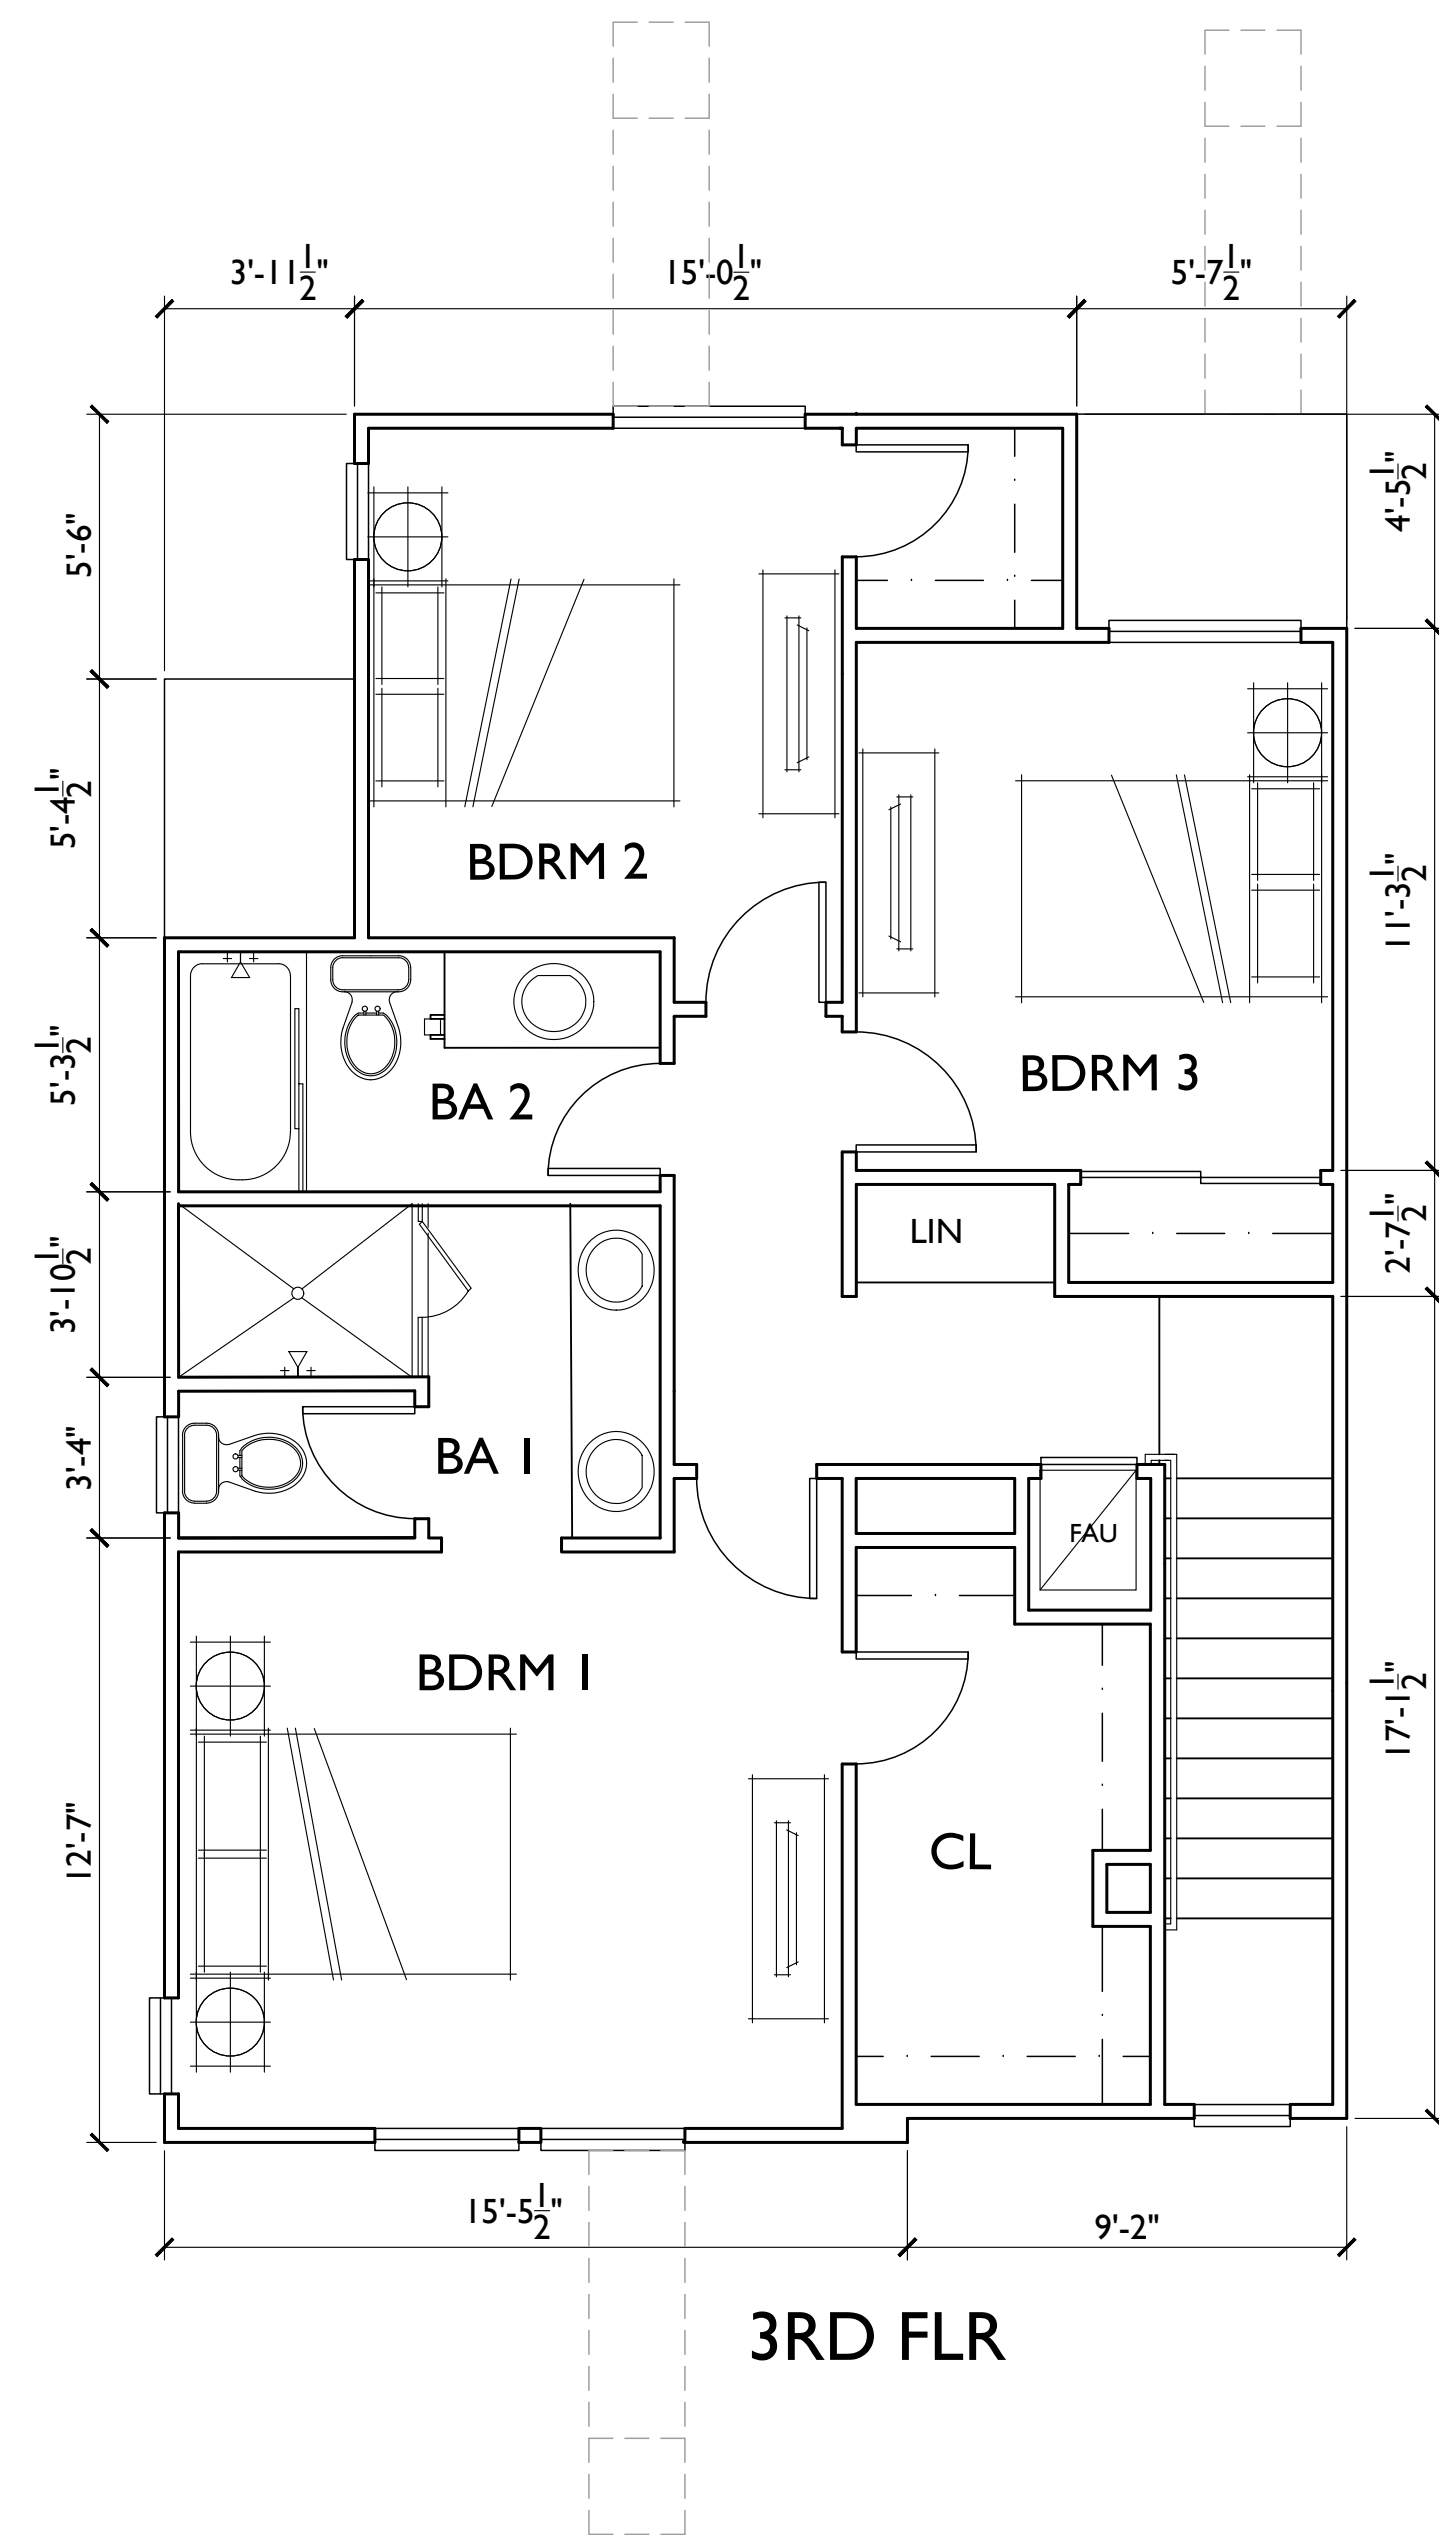 3'-11 1/2"
15'-0 1/2"
5'-7 1/2"
5'-6"
4'-5 1/2"
5'-4 1/2"
BDRM 2
11'-3 1/2"
5'-3 1/2"
BA 2
BDRM 3
3'-10 1/2"
LIN
2'-7 1/2"
3'-4"
BA 1
FAU
BDRM 1
17'-1 1/2"
12'-7"
CL
15'-5 1/2"
9'-2"
3RD FLR